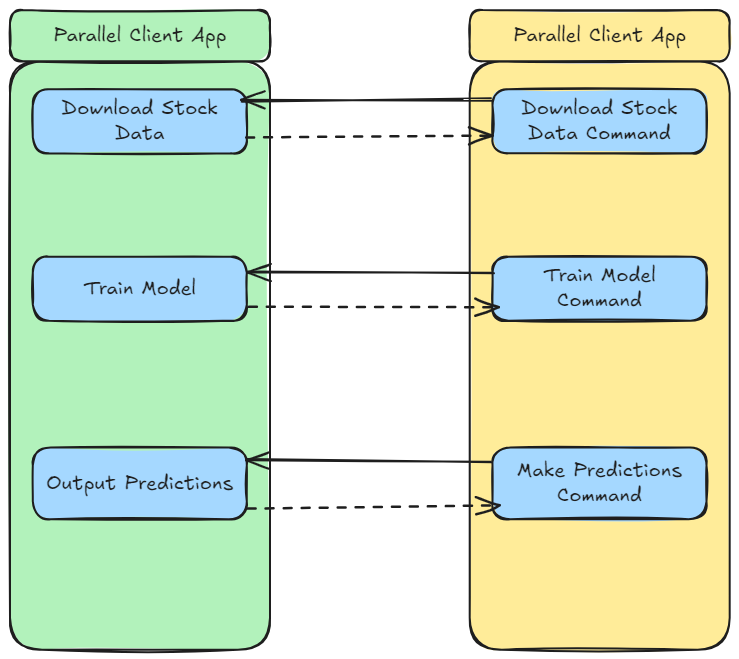 Parallel Client App
Parallel Client App
Download Stock
Data
Download Stock
Data Command
Train Model
Train Model
Command
Output Predictions
Make Predictions
Command